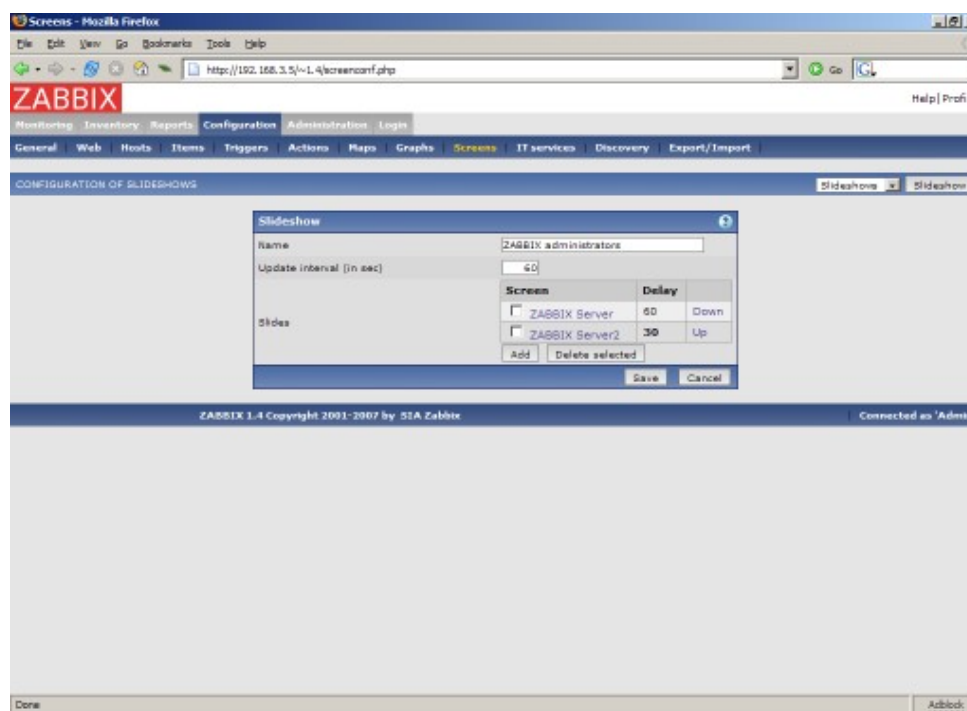 Screens - Mozilla Firefox
File Edit View Go Bookmarks Tools Help
http://192.168.3.5/~1.4/screenconf.php Go
ZABBIX Help | Profi
Monitoring Inventory Reports Configuration Administration Login
General Web Hosts Items Triggers Actions Maps Graphs Screens IT services Discovery Export/Import
CONFIGURATION OF SLIDESHOWS Slideshows Slideshow
Slideshow
Name ZABBIX administrators
Update interval (in sec) 60
Screen Delay
ZABBIX Server 60 Down
Slides
ZABBIX Server2 30 Up
Add Delete selected
Save Cancel
ZABBIX 1.4 Copyright 2001-2007 by SIA Zabbix Connected as 'Admi
Done Adblock